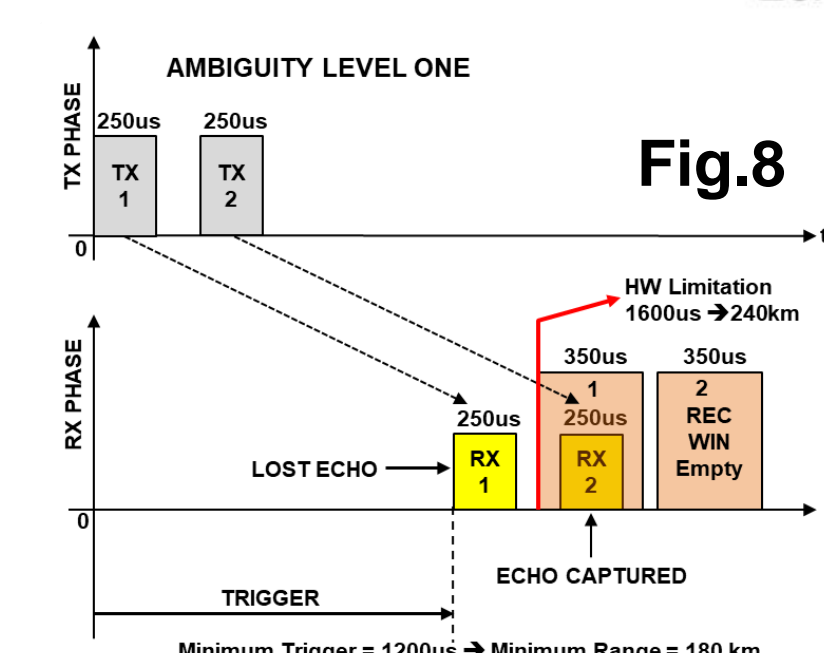 AMBIGUITY LEVEL ONE
TX PHASE
250us
250us
TX
1
TX
2
Fig.8
0
t
HW Limitation
1600us ➔240km
RX PHASE
350us
350us
1
2
250us
250us
REC
WIN
Empty
LOST ECHO
RX
1
RX
2
0
ECHO CAPTURED
TRIGGER
Minimum Trigger = 1200us ➔ Minimum Range = 180 km